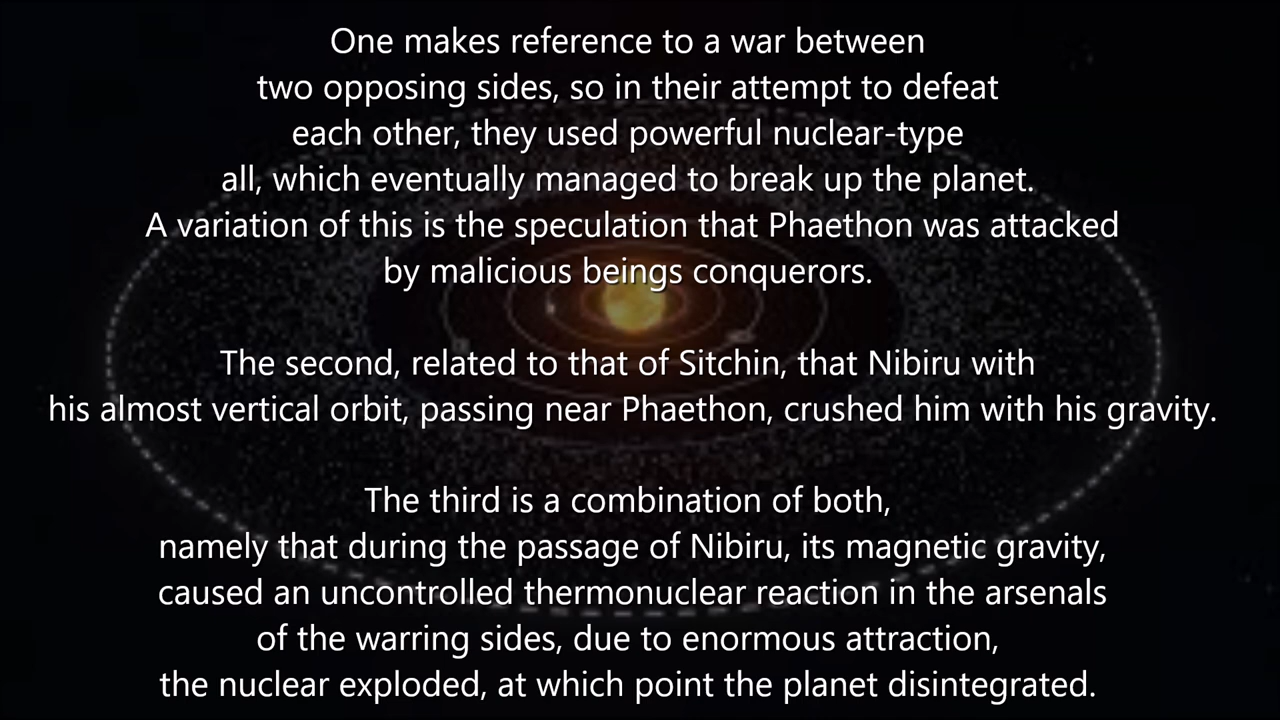 One makes reference to a war between
two opposing sides, so in their attempt to defeat
each other, they used powerful nuclear-type
all, which eventually managed to break up the planet.
A variation of this is the speculation that Phaethon was attacked
by malicious beings conquerors.
The second, related to that of Sitchin, that Nibiru with
his almost vertical orbit, passing near Phaethon, crushed him with his gravity.
The third is a combination of both,
namely that during the passage of Nibiru, its magnetic gravity,
caused an uncontrolled thermonuclear reaction in the arsenals
of the warring sides, due to enormous attraction,
the nuclear exploded, at which point the planet disintegrated.